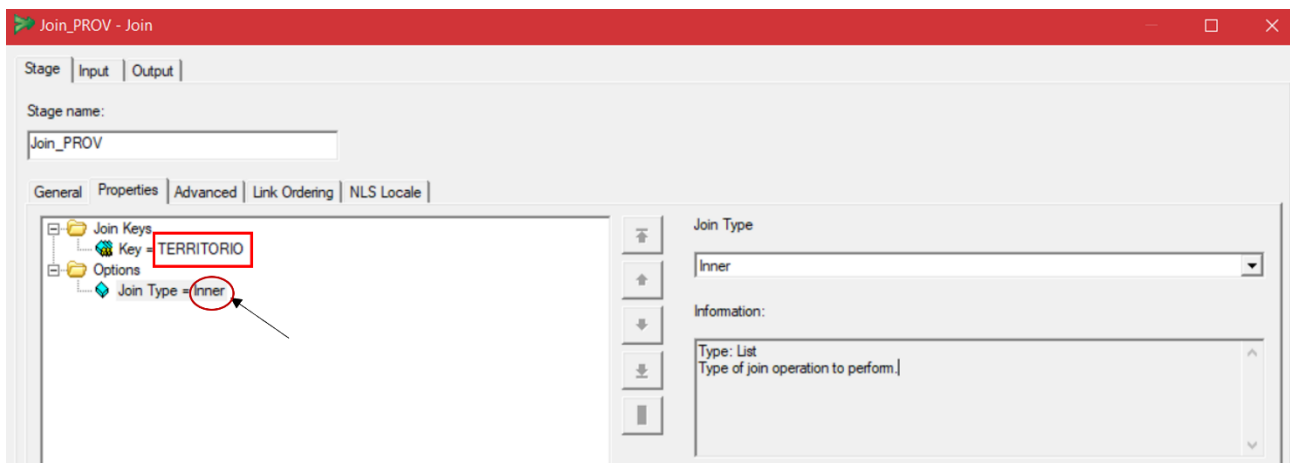 Join_PROV - Join
Stage Input Output
Stage name:
Join_PROV
General Properties Advanced Link Ordering NLS Locale
Join Keys
Key = TERRITORIO
Options
Join Type = Inner
Join Type
Inner
Information:
Type: List
Type of join operation to perform.